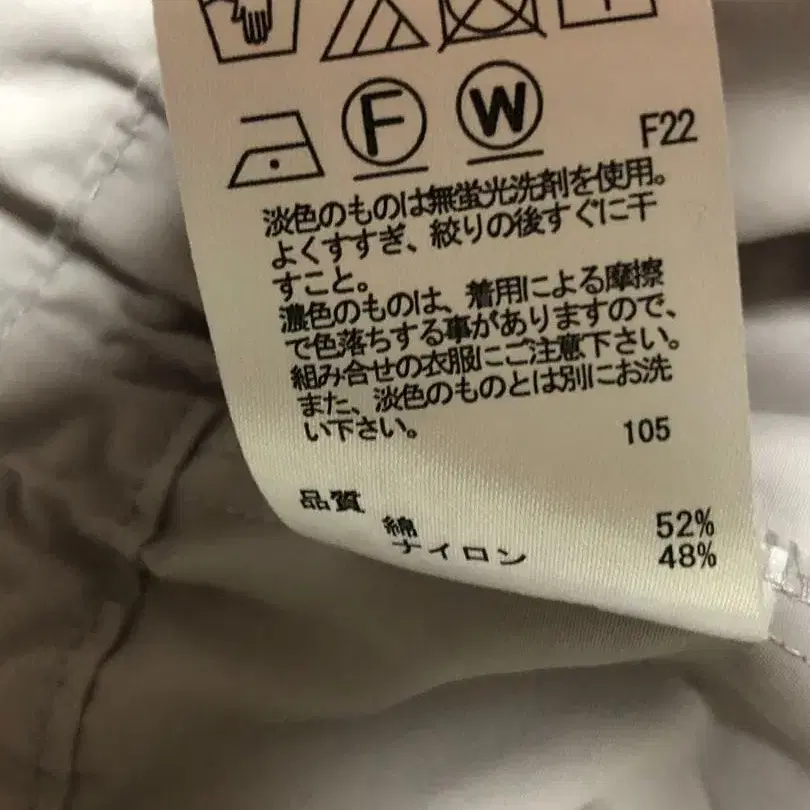 F W F22
淡色のものは無蛍光洗剤を使用。
よくすすぎ、絞りの後すぐに干
すこと。
濃色のものは、着用による摩擦
で色落ちする事がありますので、
組み合せの衣服にご注意下さい。
また、淡色のものとは別にお洗
い下さい。 105
品質
綿 52%
ナイロン 48%